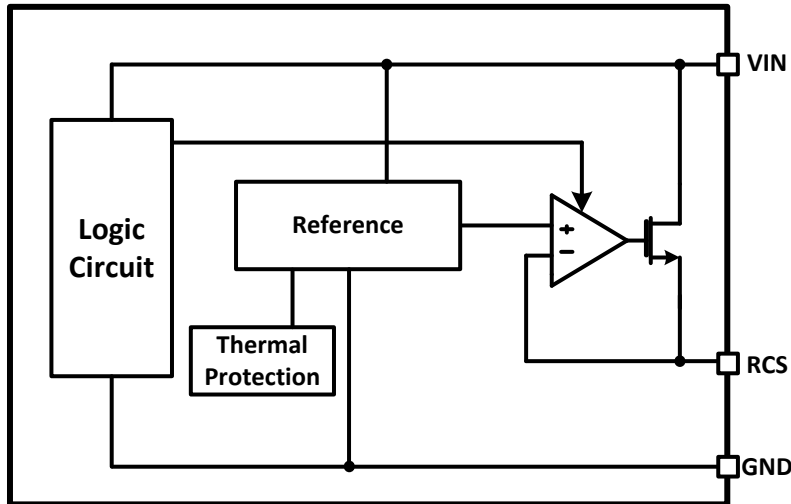 VIN
Logic
Circuit
Reference
+
−
Thermal
Protection
RCS
GND